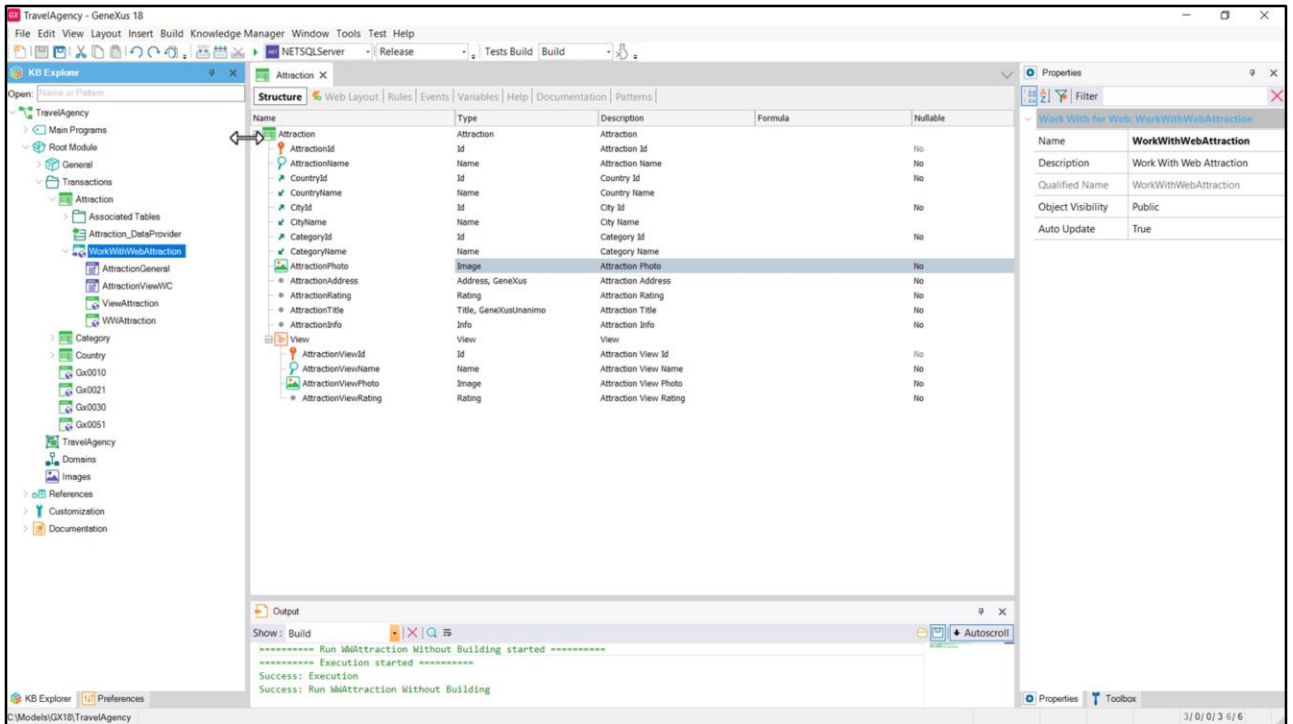 TravelAgency - GeneXus 18
File Edit View Layout Insert Build Knowledge Manager Window Tools Test Help
NETSQLServer Release Tests Build Build
KB Explorer
Open: Name or Pattern...
TravelAgency
Main Programs
Root Module
General
Transactions
Attraction
Associated Tables
Attraction_DataProvider
WorkWithWebAttraction
AttractionGeneral
AttractionViewWC
ViewAttraction
WWAttraction
Category
Country
Gx0010
Gx0021
Gx0030
Gx0051
TravelAgency
Domains
Images
References
Customization
Documentation
KB Explorer Preferences
Attraction
Structure Web Layout Rules Events Variables Help Documentation Patterns
Name Type Description Formula Nullable
Attraction Attraction Attraction
AttractionId Id Attraction Id No
AttractionName Name Attraction Name No
CountryId Id Country Id No
CountryName Name Country Name
CityId Id City Id No
CityName Name City Name
CategoryId Id Category Id No
CategoryName Name Category Name
AttractionPhoto Image Attraction Photo No
AttractionAddress Address, GeneXus Attraction Address No
AttractionRating Rating Attraction Rating No
AttractionTitle Title, GeneXusUnanimo Attraction Title No
AttractionInfo Info Attraction Info No
View View View
AttractionViewId Id Attraction View Id No
AttractionViewName Name Attraction View Name No
AttractionViewPhoto Image Attraction View Photo No
AttractionViewRating Rating Attraction View Rating No
Output
Show: Build Autoscroll
========== Run WWAttraction Without Building started ==========
========== Execution started ==========
Success: Execution
Success: Run WWAttraction Without Building
Properties
Filter
Work With for Web: WorkWithWebAttraction
Name WorkWithWebAttraction
Description Work With Web Attraction
Qualified Name WorkWithWebAttraction
Object Visibility Public
Auto Update True
Properties Toolbox
C:\Models\GX18\TravelAgency 3/ 0/ 0/ 3 6/ 6